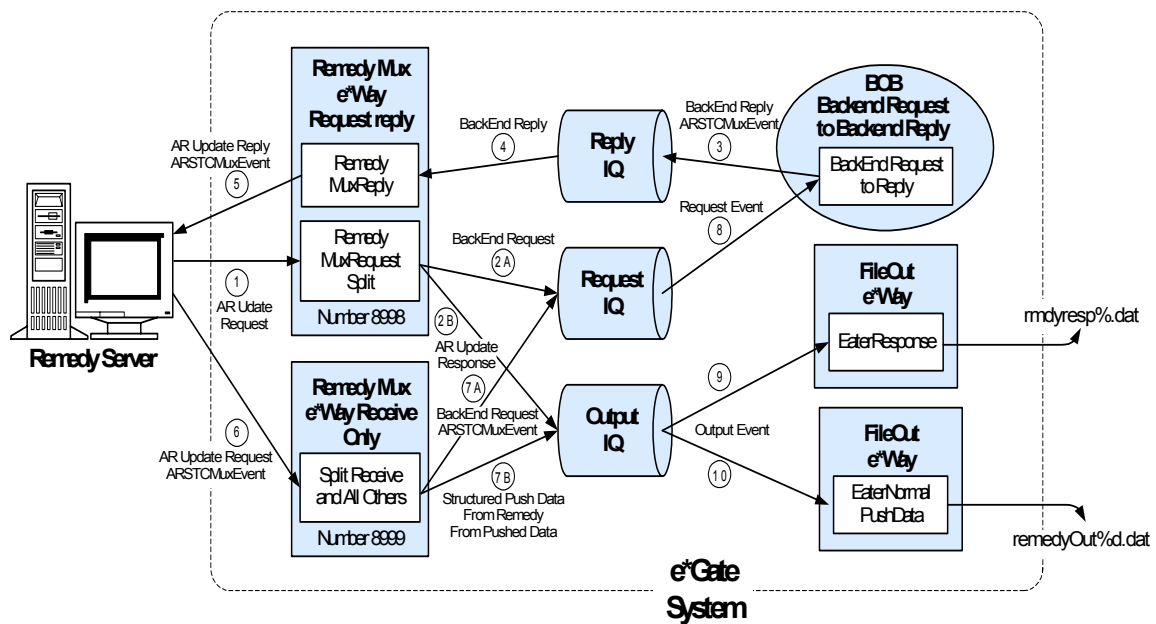 Remedy Mux
e*Way
Request reply
Remedy
MuxReply
Remedy
MuxRequest
Split
Number 8998
AR Update Reply
ARSTCMuxEvent
5
BackEnd Reply
4
Reply
IQ
BackEnd Reply
ARSTCMuxEvent
3
BOB
Backend Request
to Backend Reply
BackEnd Request
to Reply
Request Event
8
1
AR Udate
Request
Remedy Server
BackEnd Request
2 A
Request
IQ
2 B
AR Update
Response
7 A
BackEnd Request
ARSTCMuxEvent
FileOut
e*Way
EaterResponse
rmdyresp%.dat
Remedy Mux
e*Way Receive
Only
Split Receive
and All Others
Number 8999
6
AR Update Request
ARSTCMuxEvent
7 B
Structured Push Data
From Remedy
From Pushed Data
Output
IQ
9
Output Event
10
FileOut
e*Way
EaterNormal
PushData
remedyOut%d.dat
e*Gate
System